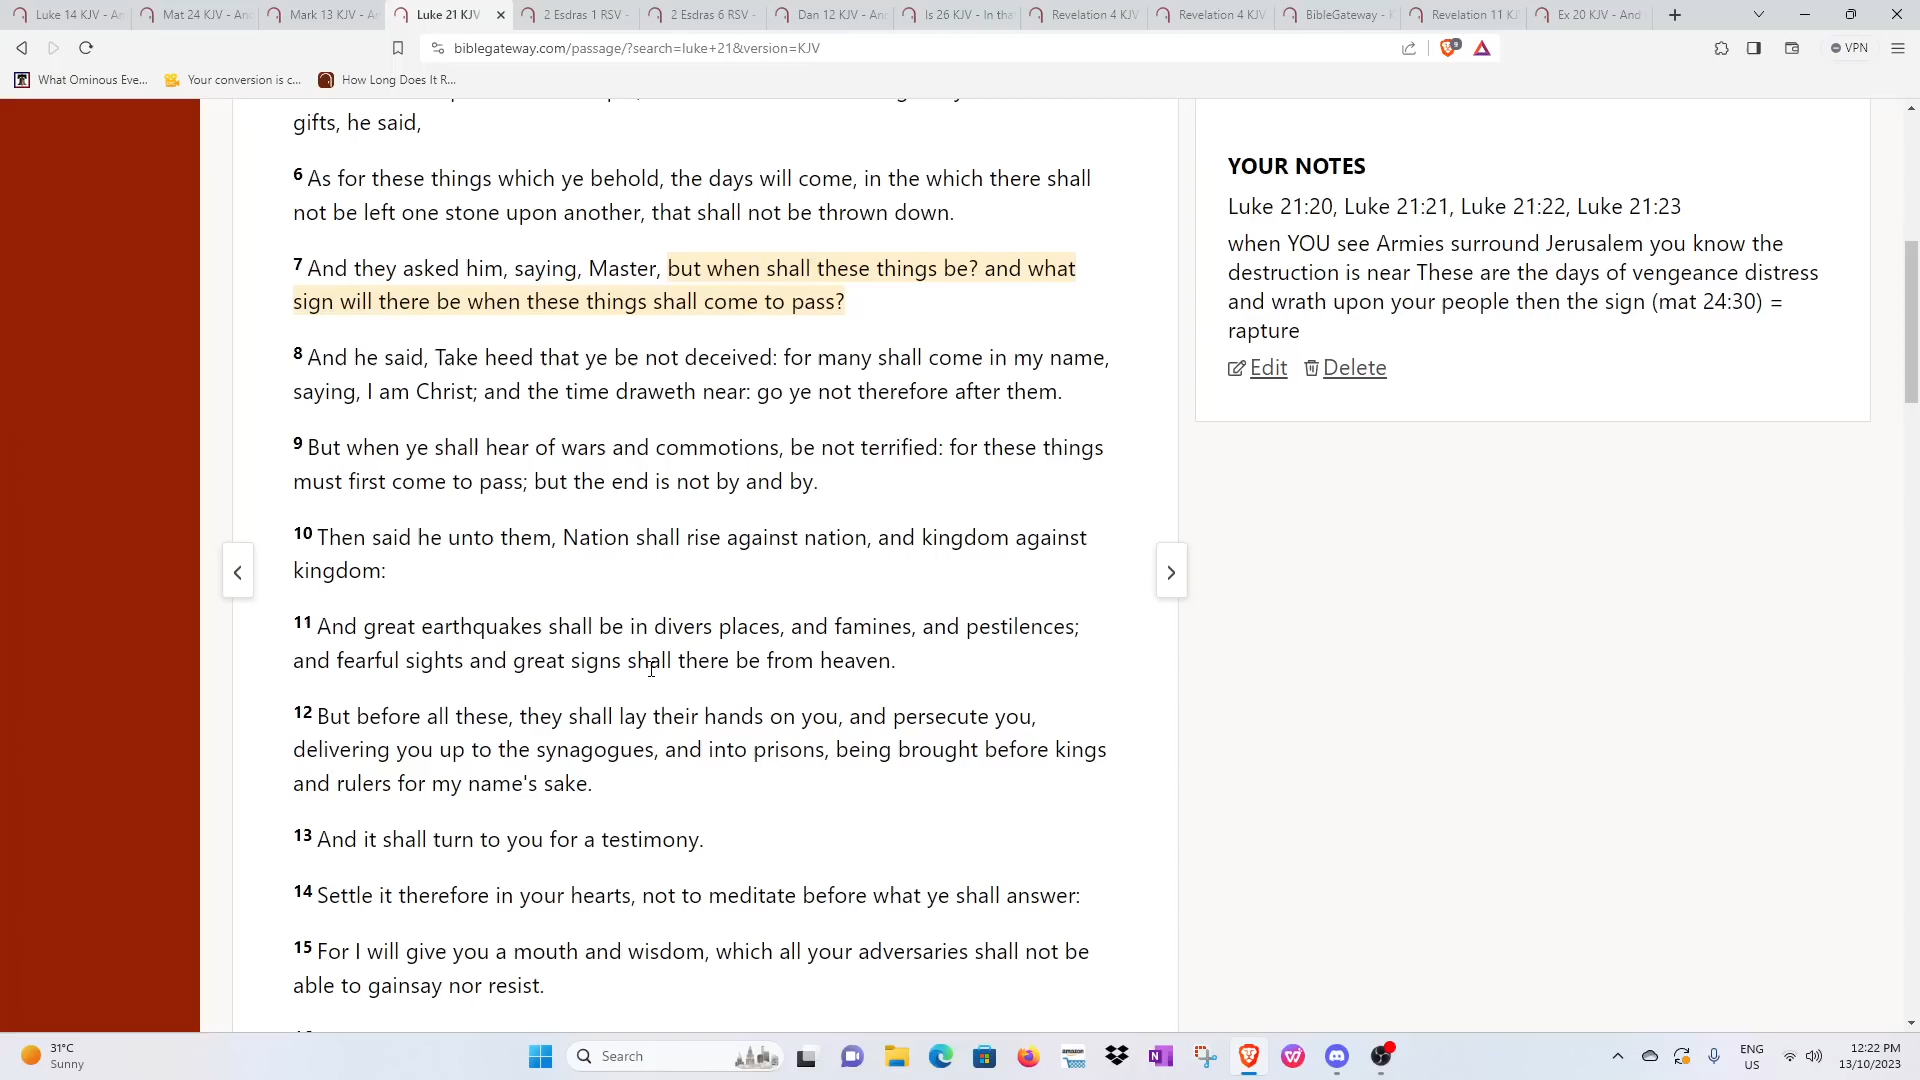 Luke 14 KJV - An
Mat 24 KJV - An
Mark 13 KJV - An
Luke 21 KJV
2 Esdras 1 RSV -
2 Esdras 6 RSV -
Dan 12 KJV - An
Is 26 KJV - In tha
Revelation 4 KJV
Revelation 4 KJV
BibleGateway - K
Revelation 11 KJ
Ex 20 KJV - And
biblegateway.com/passage/?search=luke+21&version=KJV
9
VPN
What Ominous Eve...
Your conversion is c...
How Long Does It R...
gifts, he said,
6 As for these things which ye behold, the days will come, in the which there shall
not be left one stone upon another, that shall not be thrown down.
7 And they asked him, saying, Master, but when shall these things be? and what
sign will there be when these things shall come to pass?
8 And he said, Take heed that ye be not deceived: for many shall come in my name,
saying, I am Christ; and the time draweth near: go ye not therefore after them.
9 But when ye shall hear of wars and commotions, be not terrified: for these things
must first come to pass; but the end is not by and by.
10 Then said he unto them, Nation shall rise against nation, and kingdom against
kingdom:
11 And great earthquakes shall be in divers places, and famines, and pestilences;
and fearful sights and great signs shall there be from heaven.
12 But before all these, they shall lay their hands on you, and persecute you,
delivering you up to the synagogues, and into prisons, being brought before kings
and rulers for my name's sake.
13 And it shall turn to you for a testimony.
14 Settle it therefore in your hearts, not to meditate before what ye shall answer:
15 For I will give you a mouth and wisdom, which all your adversaries shall not be
able to gainsay nor resist.
YOUR NOTES
Luke 21:20, Luke 21:21, Luke 21:22, Luke 21:23
when YOU see Armies surround Jerusalem you know the
destruction is near These are the days of vengeance distress
and wrath upon your people then the sign (mat 24:30) =
rapture
Edit Delete
31°C
Sunny
Search
amazon
ENG
US
12:22 PM
13/10/2023